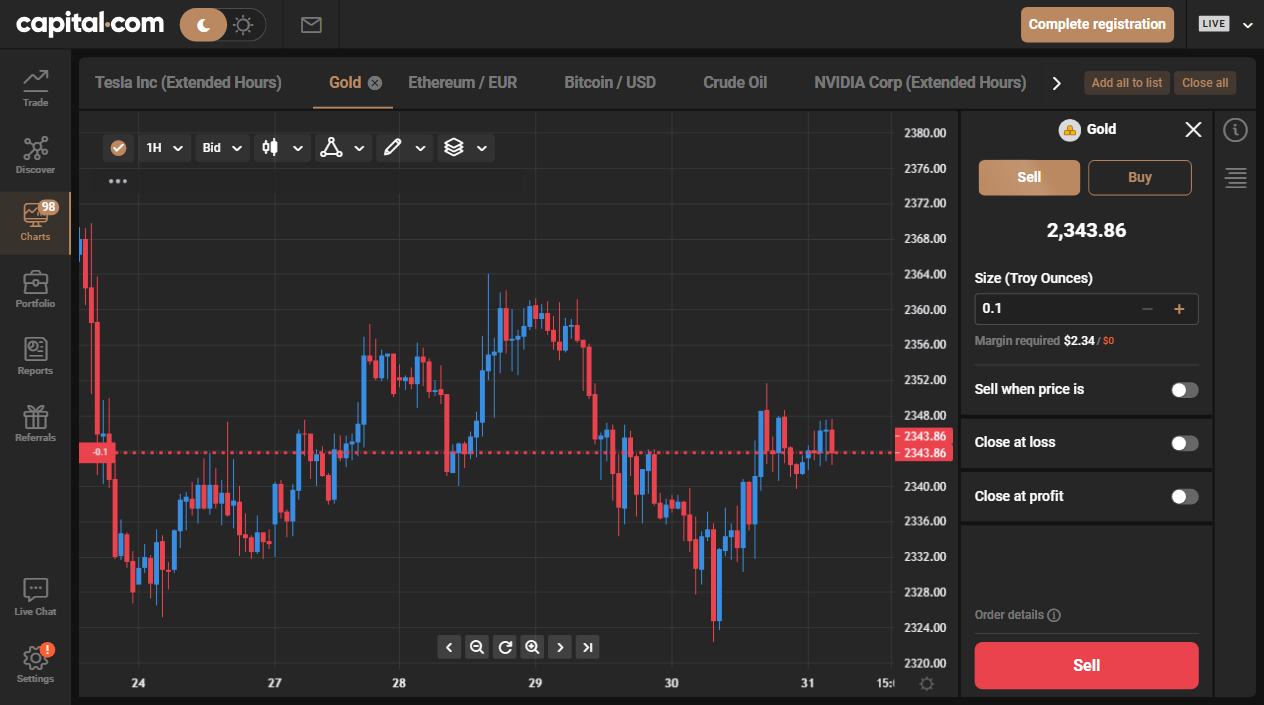 capital.com
Complete registration
LIVE
Trade
Discover
98
Charts
Portfolio
Reports
Referrals
Live Chat
!
Settings
Tesla Inc (Extended Hours)
Gold
Ethereum / EUR
Bitcoin / USD
Crude Oil
NVIDIA Corp (Extended Hours)
Add all to list
Close all
1H
Bid
-0.1
2380.00
2376.00
2372.00
2368.00
2364.00
2360.00
2356.00
2352.00
2348.00
2343.86
2343.86
2340.00
2336.00
2332.00
2328.00
2324.00
2320.00
24
27
28
29
30
31
Gold
Sell
Buy
2,343.86
Size (Troy Ounces)
0.1
Margin required $2.34 / $0
Sell when price is
Close at loss
Close at profit
Order details
Sell